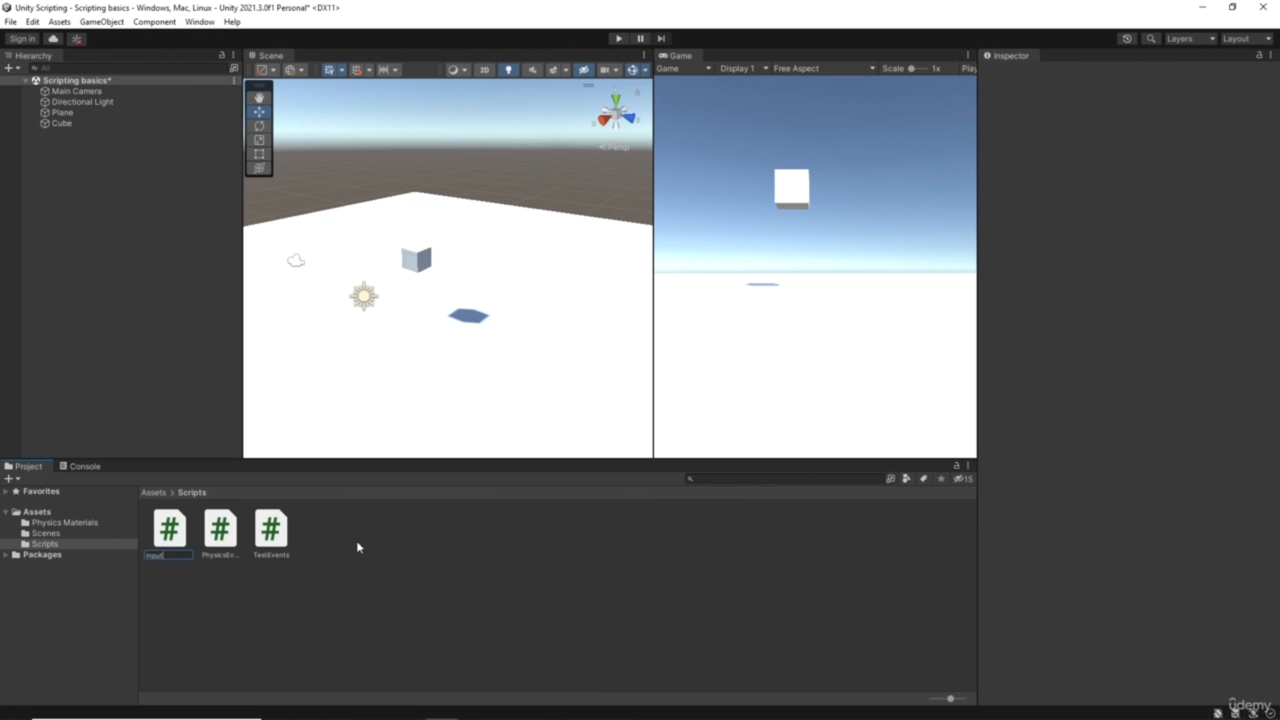 Unity Scripting - Scripting basics - Windows, Mac, Linux - Unity 2021.3.0f1 Personal* <DX11>
File Edit Assets GameObject Component Window Help
Sign in Layers Layout
Hierarchy Scene Game Inspector
All Game Display 1 Free Aspect Scale 1x Play
2D
Scripting basics*
Main Camera
Directional Light
Plane
Cube
< Persp
Project Console
15
Favorites
Assets > Scripts
Assets
Physics Materials
Scenes
Scripts
Packages
# # #
Input PhysicsEv... TestEvents
udemy